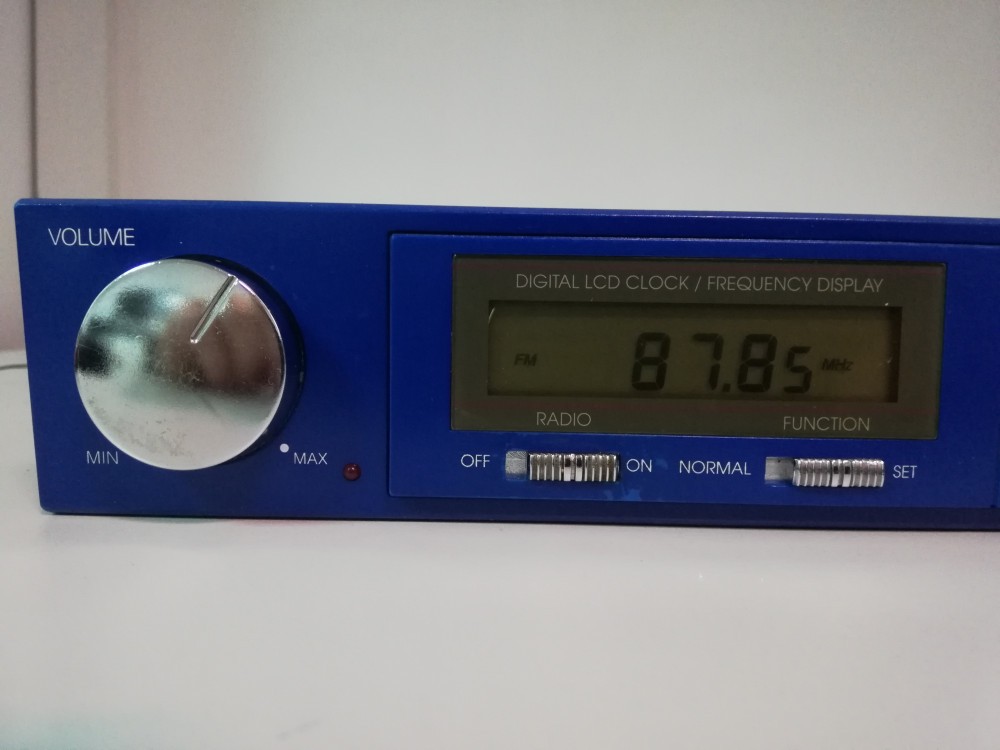 VOLUME
MIN
MAX
DIGITAL LCD CLOCK / FREQUENCY DISPLAY
FM 87.85 MHz
RADIO
FUNCTION
OFF
ON
NORMAL
SET